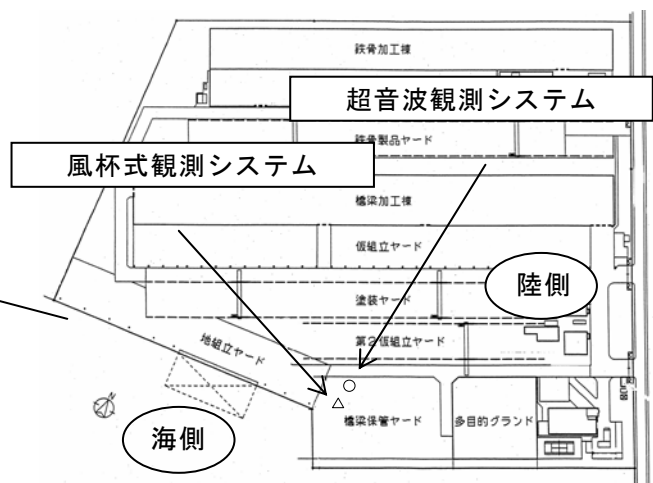 鉄骨加工棟
超音波観測システム
鉄骨製品ヤード
風杯式観測システム
橋梁加工棟
仮組立ヤード
陸側
塗装ヤード
第2仮組立ヤード
地組立ヤード
N
橋梁保管ヤード
多目的グランド
海側